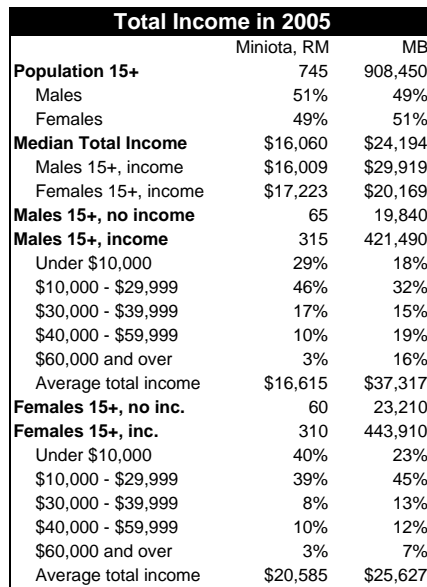 Total Income in 2005
Miniota, RM MB
Population 15+ 745 908,450
Males 51% 49%
Females 49% 51%
Median Total Income $16,060 $24,194
Males 15+, income $16,009 $29,919
Females 15+, income $17,223 $20,169
Males 15+, no income 65 19,840
Males 15+, income 315 421,490
Under $10,000 29% 18%
$10,000 - $29,999 46% 32%
$30,000 - $39,999 17% 15%
$40,000 - $59,999 10% 19%
$60,000 and over 3% 16%
Average total income $16,615 $37,317
Females 15+, no inc. 60 23,210
Females 15+, inc. 310 443,910
Under $10,000 40% 23%
$10,000 - $29,999 39% 45%
$30,000 - $39,999 8% 13%
$40,000 - $59,999 10% 12%
$60,000 and over 3% 7%
Average total income $20,585 $25,627